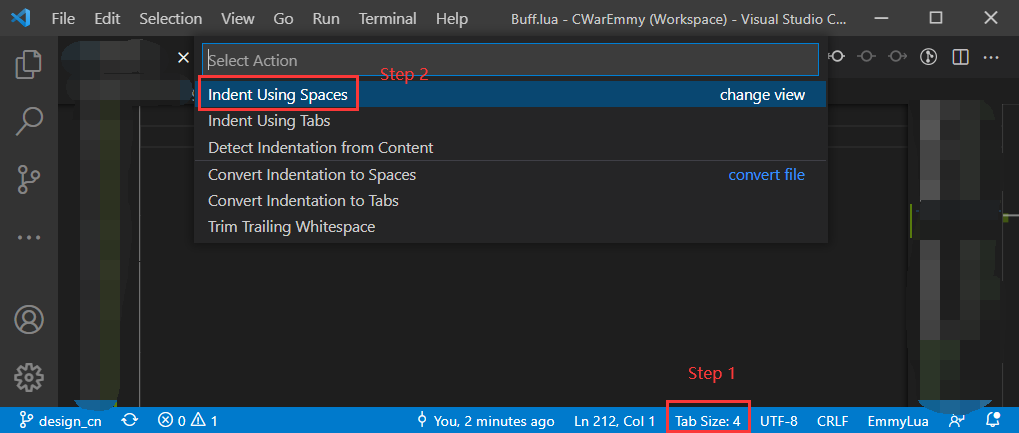 File Edit Selection View Go Run Terminal Help Buff.lua - CWarEmmy (Workspace) - Visual Studio C...
Select Action
Step 2
Indent Using Spaces change view
Indent Using Tabs
Detect Indentation from Content
Convert Indentation to Spaces convert file
Convert Indentation to Tabs
Trim Trailing Whitespace
Step 1
design_cn 0 1 You, 2 minutes ago Ln 212, Col 1 Tab Size: 4 UTF-8 CRLF EmmyLua